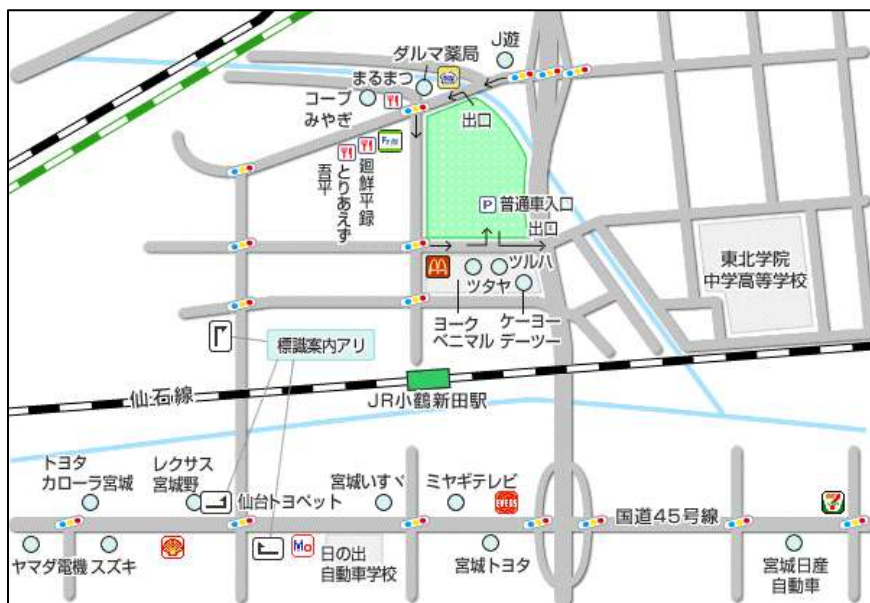 J遊
ダルマ薬局
まるまつ
コープ
みやぎ
出口
吾平
とりあえず
廻鮮平禄
P 普通車入口
出口
ツルハ
ツタヤ
ヨーク
ベニマル
ケーヨー
デーツー
東北学院
中学高等学校
標識案内アリ
仙石線
JR小鶴新田駅
トヨタ
カローラ宮城
レクサス
宮城野
仙台トヨペット
宮城いすゞ
ミヤギテレビ
ENEOS
国道45号線
7
ヤマダ電機
スズキ
Mo
日の出
自動車学校
宮城トヨタ
宮城日産
自動車